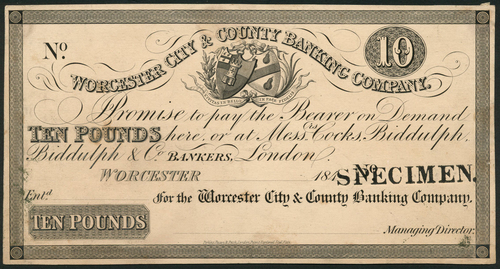 No.
10
WORCESTER CITY & COUNTY BANKING COMPANY.
I Promise to pay the Bearer on Demand
TEN POUNDS here, or at Messrs. Cocks, Biddulph,
Biddulph & Co. BANKERS, London.
WORCESTER 184 No. SPECIMEN.
Entd.
For the Worcester City & County Banking Company.
TEN POUNDS
Managing Director.